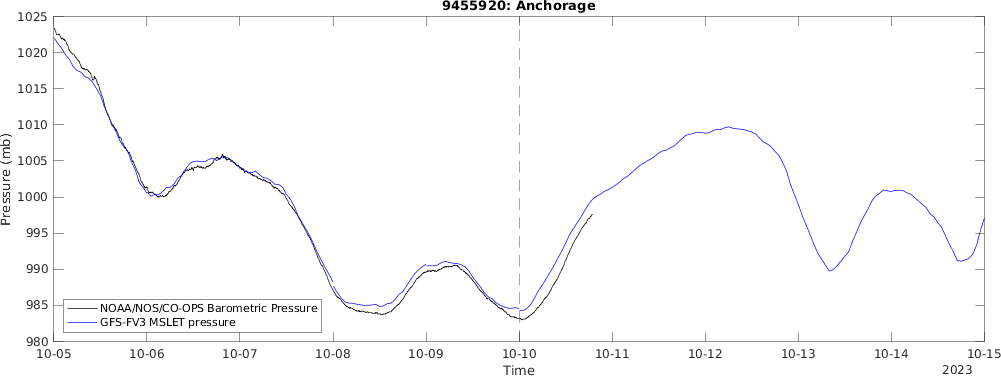 9455920: Anchorage
1025
1020
1015
1010
1005
1000
995
990
985
980
Pressure (mb)
NOAA/NOS/CO-OPS Barometric Pressure
GFS-FV3 MSLET pressure
10-05 10-06 10-07 10-08 10-09 10-10 10-11 10-12 10-13 10-14 10-15
Time
2023